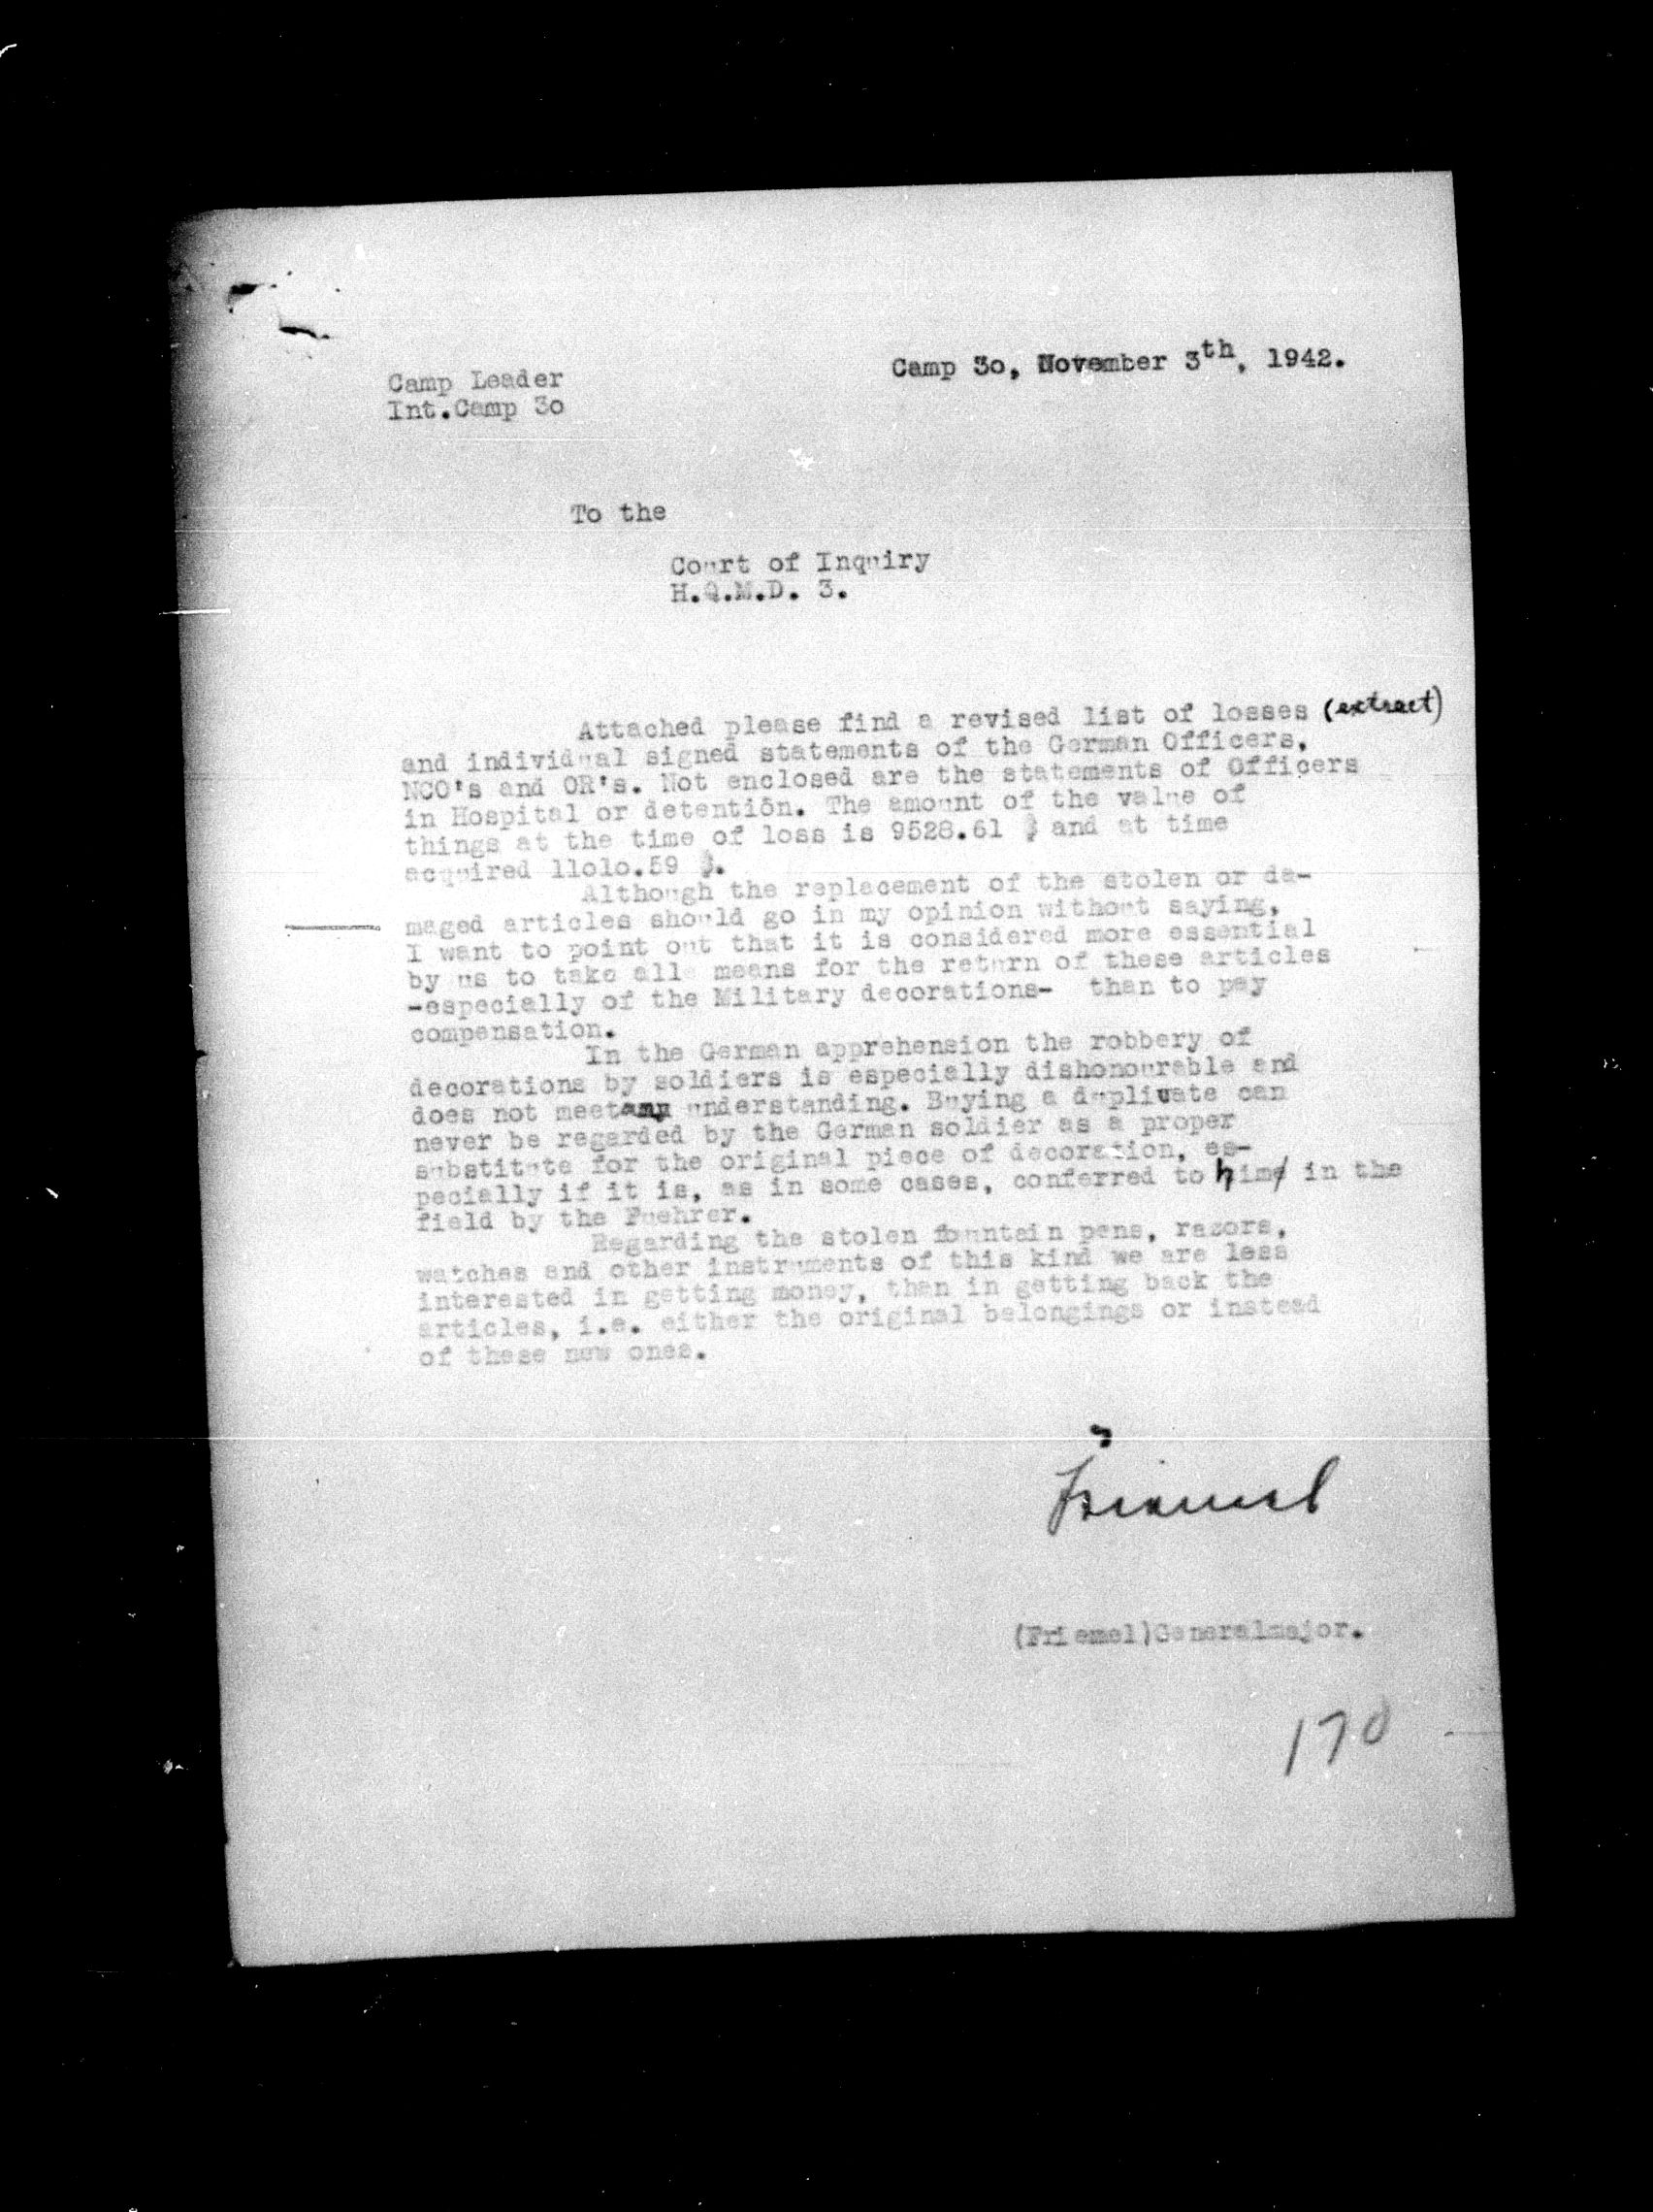 Camp Leader
Int.Camp 3o
Camp 3o, November 3th, 1942.
To the
Court of Inquiry
H.Q.M.D. 3.
Attached please find a revised list of losses (extract)
and individual signed statements of the German Officers,
NCO's and OR's. Not enclosed are the statements of Officers
in Hospital or detention. The amount of the value of
things at the time of loss is 9528.61 $ and at time
acquired llolo.59 $.
Although the replacement of the stolen or da-
maged articles should go in my opinion without saying,
I want to point out that it is considered more essential
by us to take all means for the return of these articles
-especially of the Military decorations- than to pay
compensation.
In the German apprehension the robbery of
decorations by soldiers is especially dishonourable and
does not meet any understanding. Buying a duplicate can
never be regarded by the German soldier as a proper
substitute for the original piece of decoration, es-
pecially if it is, as in some cases, conferred to him in the
field by the Fuehrer.
Regarding the stolen fountain pens, razors,
watches and other instruments of this kind we are less
interested in getting money, than in getting back the
articles, i.e. either the original belongings or instead
of these new ones.
Friemel
(Friemel)Generalmajor.
170